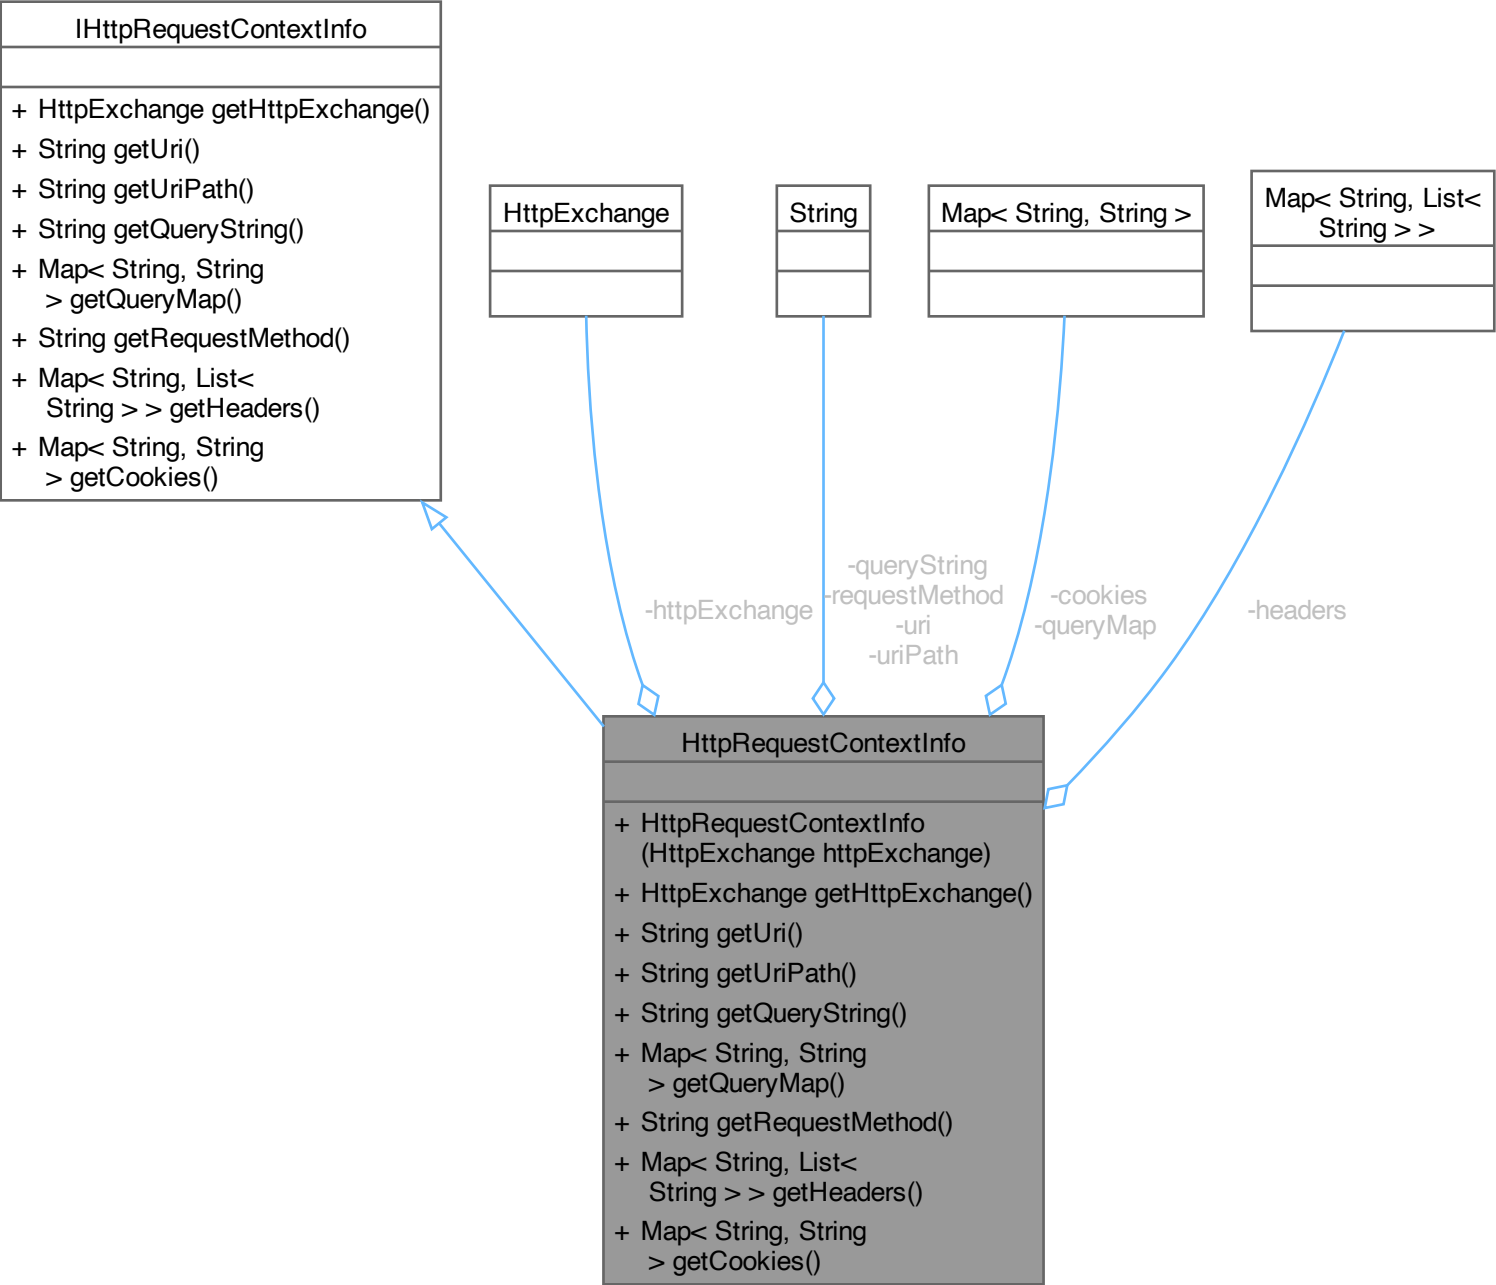 IHttpRequestContextInfo
+ HttpExchange getHttpExchange()
+ String getUri()
+ String getUriPath()
+ String getQueryString()
+ Map< String, String
> getQueryMap()
+ String getRequestMethod()
+ Map< String, List<
String > > getHeaders()
+ Map< String, String
> getCookies()
HttpExchange
String
Map< String, String >
Map< String, List<
String > >
-httpExchange
-queryString
-requestMethod
-uri
-uriPath
-cookies
-queryMap
-headers
HttpRequestContextInfo
+ HttpRequestContextInfo
(HttpExchange httpExchange)
+ HttpExchange getHttpExchange()
+ String getUri()
+ String getUriPath()
+ String getQueryString()
+ Map< String, String
> getQueryMap()
+ String getRequestMethod()
+ Map< String, List<
String > > getHeaders()
+ Map< String, String
> getCookies()